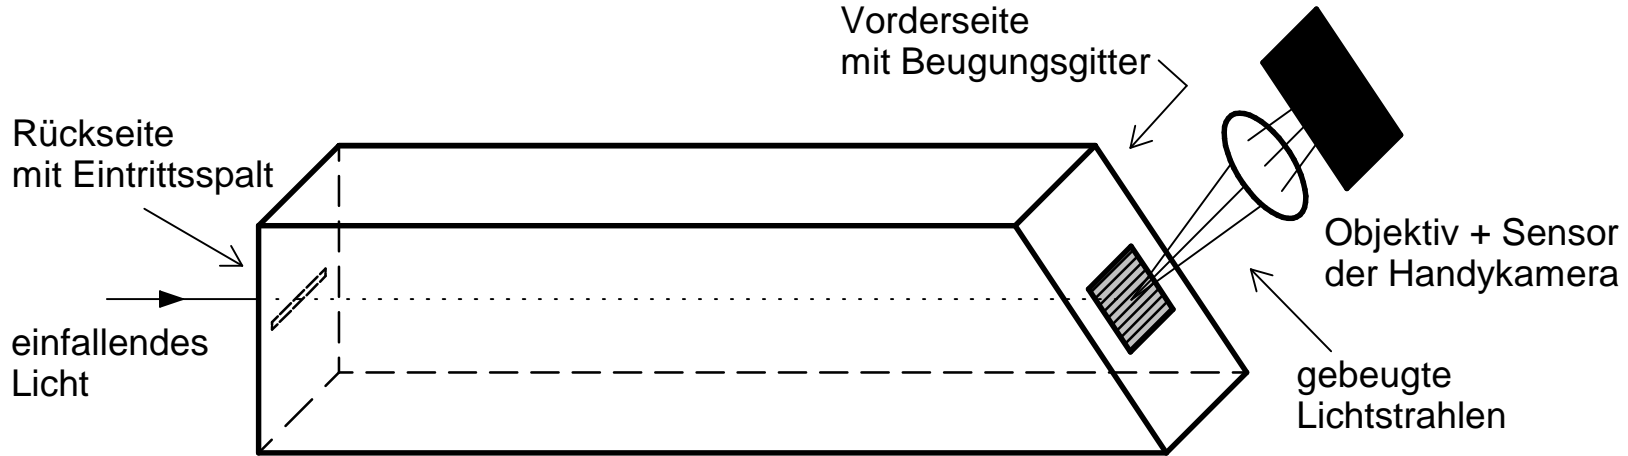 Vorderseite
mit Beugungsgitter
Rückseite
mit Eintrittsspalt
einfallendes
Licht
Objektiv + Sensor
der Handykamera
gebeugte
Lichtstrahlen